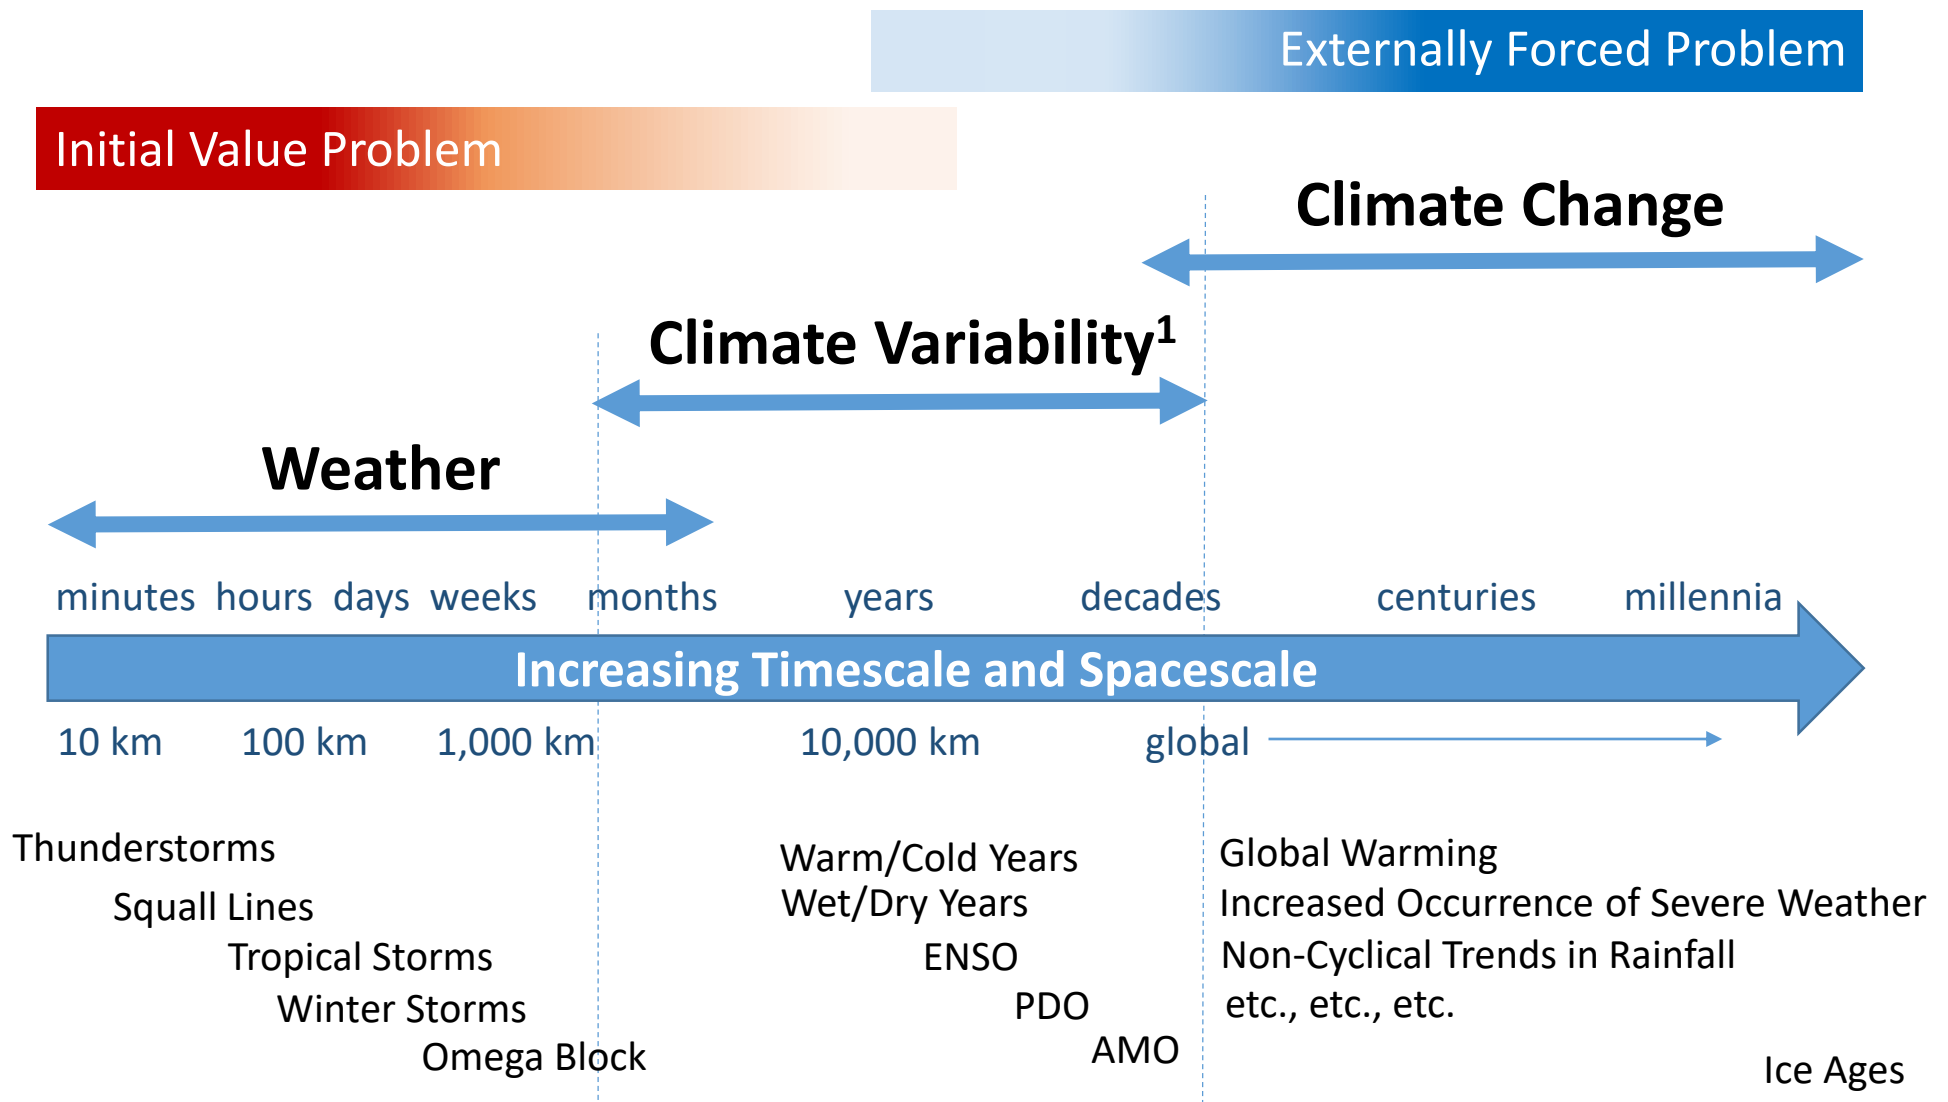 Externally Forced Problem
Initial Value Problem
Climate Change
Climate Variability¹
Weather
minutes hours days weeks months years decades centuries millennia
Increasing Timescale and Spacescale
10 km 100 km 1,000 km 10,000 km global
Thunderstorms
Squall Lines
Tropical Storms
Winter Storms
Omega Block
Warm/Cold Years
Wet/Dry Years
ENSO
PDO
AMO
Global Warming
Increased Occurrence of Severe Weather
Non-Cyclical Trends in Rainfall
etc., etc., etc.
Ice Ages